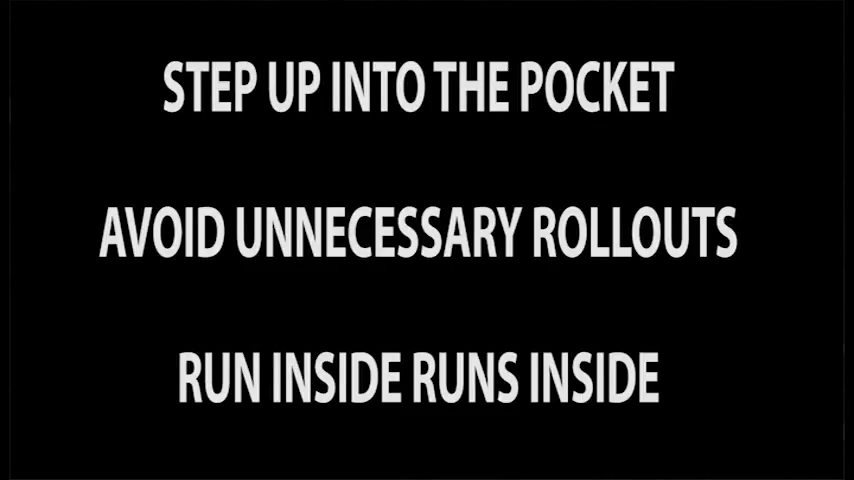 STEP UP INTO THE POCKET
AVOID UNNECESSARY ROLLOUTS
RUN INSIDE RUNS INSIDE